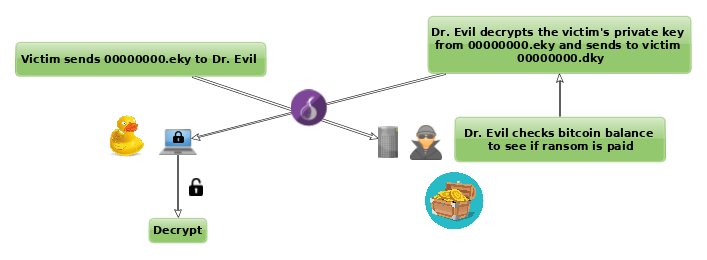 Victim sends 00000000.eky to Dr. Evil
Dr. Evil decrypts the victim's private key
from 00000000.eky and sends to victim
00000000.dky
Dr. Evil checks bitcoin balance
to see if ransom is paid
Decrypt